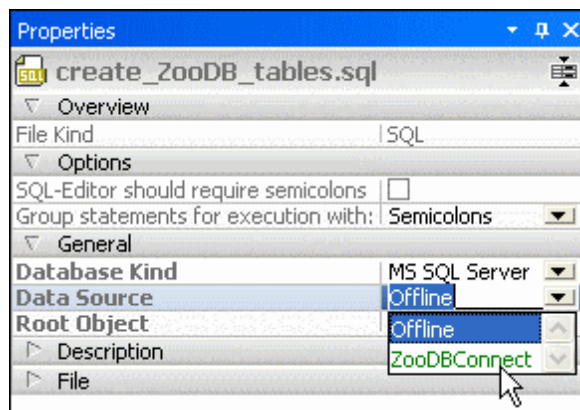 Properties
SQL create_ZooDB_tables.sql
Overview
File Kind SQL
Options
SQL-Editor should require semicolons
Group statements for execution with: Semicolons
General
Database Kind MS SQL Server
Data Source Offline
Root Object Offline
ZooDBConnect
Description
File